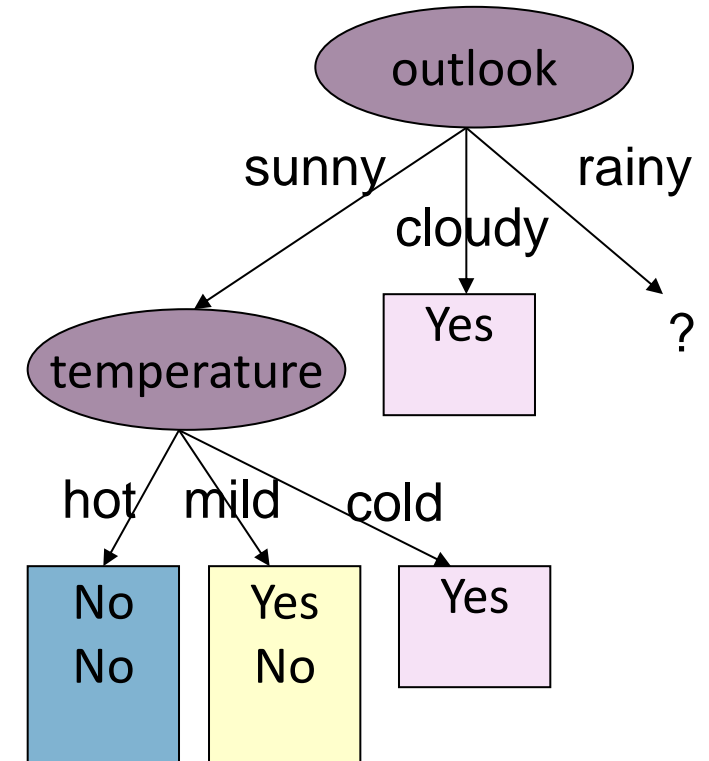 outlook
sunny
rainy
cloudy
Yes
?
temperature
hot
mild
cold
No
No
Yes
No
Yes